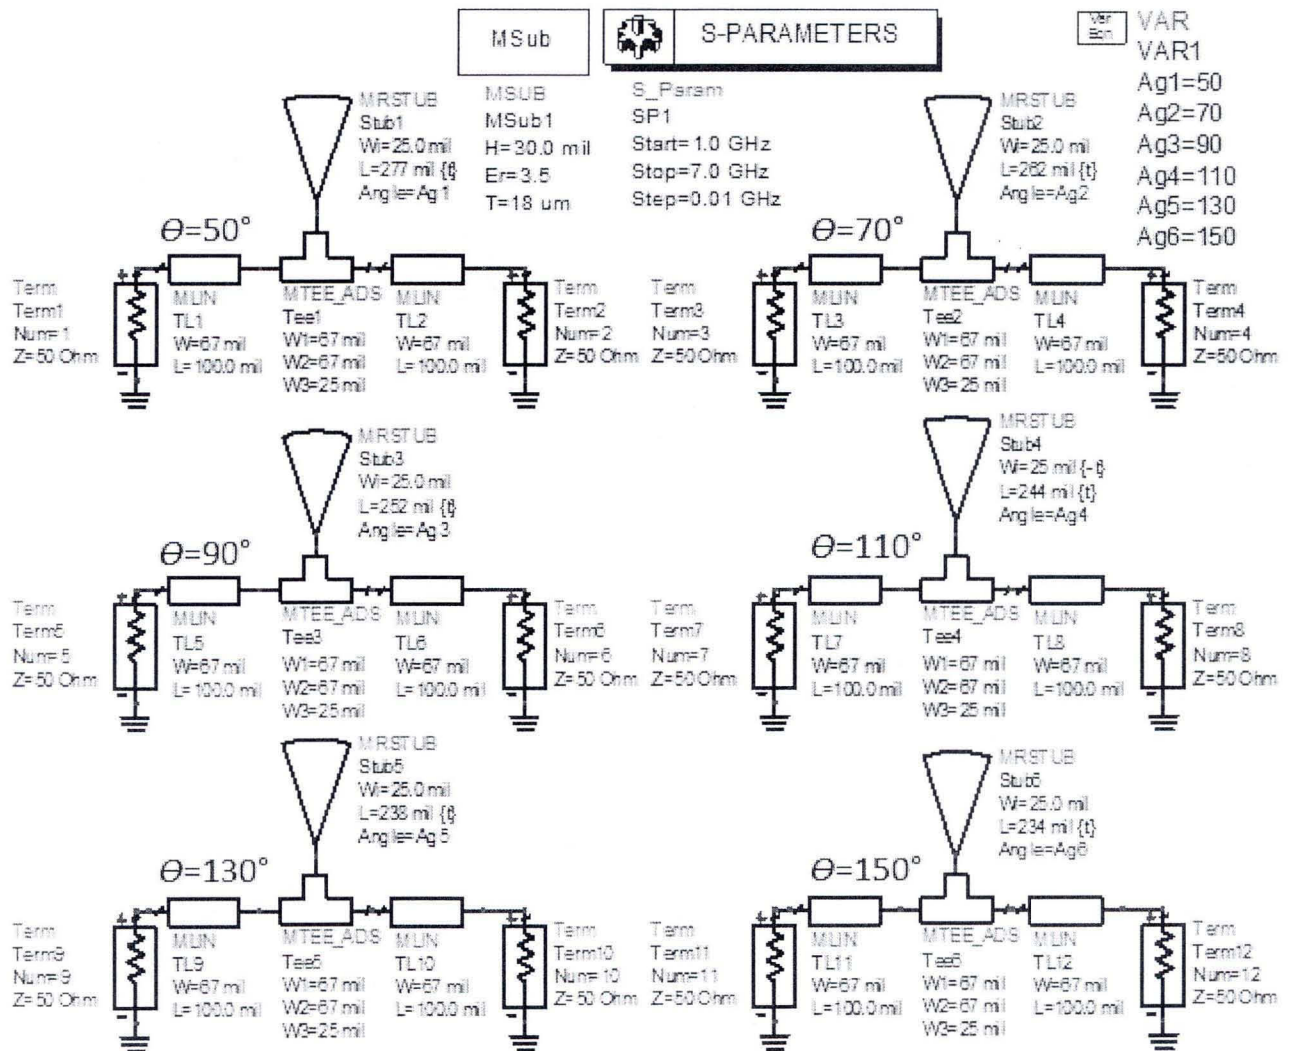 MSub
S-PARAMETERS
Var
Eqn
VAR
VAR1
Ag1=50
Ag2=70
Ag3=90
Ag4=110
Ag5=130
Ag6=150
MSUB
MSub1
H=30.0 mil
Er=3.5
T=18 um
S_Param
SP1
Start=1.0 GHz
Stop=7.0 GHz
Step=0.01 GHz
MRSTUB
Stub1
Wi=25.0 mil
L=277 mil {t}
Angle=Ag1
θ=50°
Term
Term1
Num=1
Z=50 Ohm
MLIN
TL1
W=67 mil
L=100.0 mil
MTEE_ADS
Tee1
W1=67 mil
W2=67 mil
W3=25 mil
MLIN
TL2
W=67 mil
L=100.0 mil
Term
Term2
Num=2
Z=50 Ohm
MRSTUB
Stub2
Wi=25.0 mil
L=262 mil {t}
Angle=Ag2
θ=70°
Term
Term3
Num=3
Z=50 Ohm
MLIN
TL3
W=67 mil
L=100.0 mil
MTEE_ADS
Tee2
W1=67 mil
W2=67 mil
W3=25 mil
MLIN
TL4
W=67 mil
L=100.0 mil
Term
Term4
Num=4
Z=50 Ohm
MRSTUB
Stub3
Wi=25.0 mil
L=252 mil {t}
Angle=Ag3
θ=90°
Term
Term5
Num=5
Z=50 Ohm
MLIN
TL5
W=67 mil
L=100.0 mil
MTEE_ADS
Tee3
W1=67 mil
W2=67 mil
W3=25 mil
MLIN
TL6
W=67 mil
L=100.0 mil
Term
Term6
Num=6
Z=50 Ohm
MRSTUB
Stub4
Wi=25 mil {-t}
L=244 mil {t}
Angle=Ag4
θ=110°
Term
Term7
Num=7
Z=50 Ohm
MLIN
TL7
W=67 mil
L=100.0 mil
MTEE_ADS
Tee4
W1=67 mil
W2=67 mil
W3=25 mil
MLIN
TL8
W=67 mil
L=100.0 mil
Term
Term8
Num=8
Z=50 Ohm
MRSTUB
Stub5
Wi=25.0 mil
L=238 mil {t}
Angle=Ag5
θ=130°
Term
Term9
Num=9
Z=50 Ohm
MLIN
TL9
W=67 mil
L=100.0 mil
MTEE_ADS
Tee5
W1=67 mil
W2=67 mil
W3=25 mil
MLIN
TL10
W=67 mil
L=100.0 mil
Term
Term10
Num=10
Z=50 Ohm
MRSTUB
Stub6
Wi=25.0 mil
L=234 mil {t}
Angle=Ag6
θ=150°
Term
Term11
Num=11
Z=50 Ohm
MLIN
TL11
W=67 mil
L=100.0 mil
MTEE_ADS
Tee6
W1=67 mil
W2=67 mil
W3=25 mil
MLIN
TL12
W=67 mil
L=100.0 mil
Term
Term12
Num=12
Z=50 Ohm